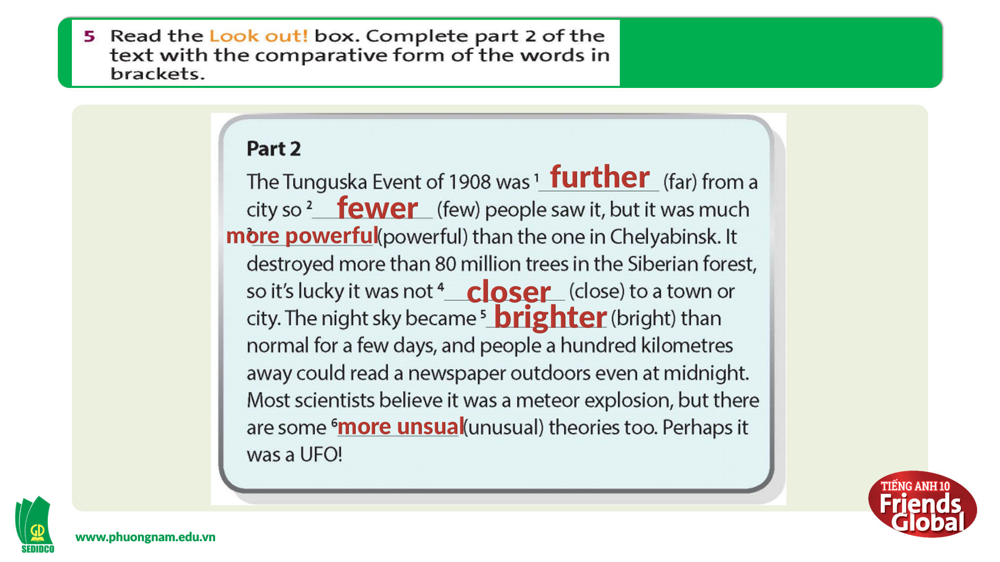 5 Read the Look out! box. Complete part 2 of the
text with the comparative form of the words in
brackets.
Part 2
The Tunguska Event of 1908 was ¹ further (far) from a
city so ² fewer (few) people saw it, but it was much
³ more powerful (powerful) than the one in Chelyabinsk. It
destroyed more than 80 million trees in the Siberian forest,
so it's lucky it was not ⁴ closer (close) to a town or
city. The night sky became ⁵ brighter (bright) than
normal for a few days, and people a hundred kilometres
away could read a newspaper outdoors even at midnight.
Most scientists believe it was a meteor explosion, but there
are some ⁶ more unsual (unusual) theories too. Perhaps it
was a UFO!
TIẾNG ANH 10
Friends
Global
GD
SEDIDCO
www.phuongnam.edu.vn